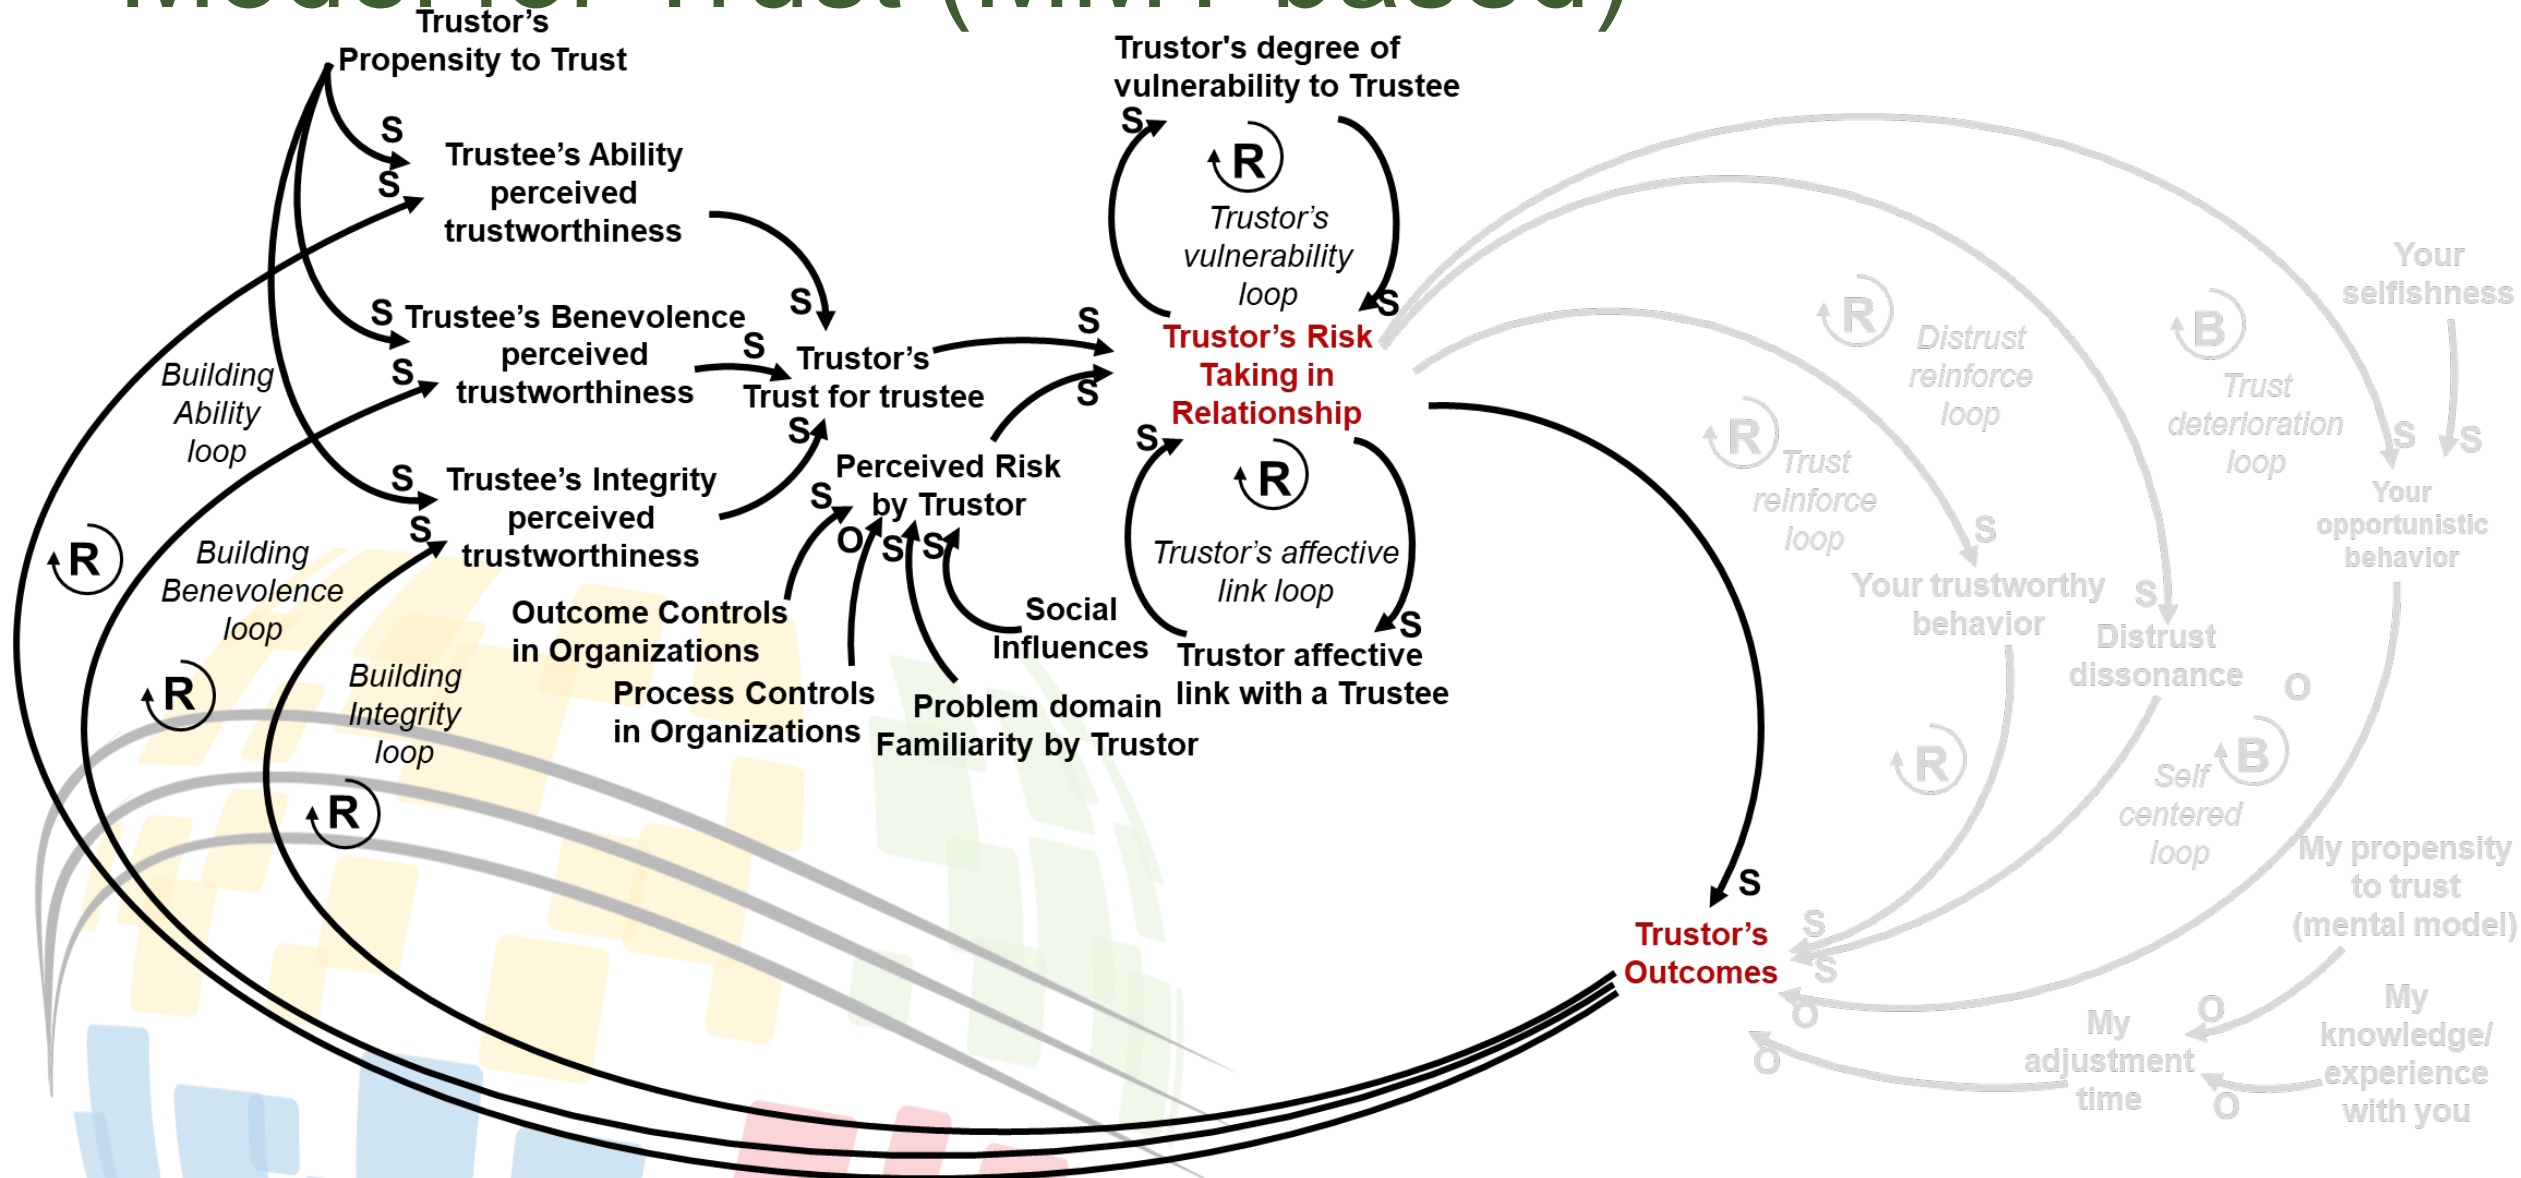 Model for Trust (MMT based)
Trustor’s
Propensity to Trust
S
Trustee’s Ability
perceived
trustworthiness
S
S
Trustee’s Benevolence
perceived
trustworthiness
S
S
S
Trustor’s
Trust for trustee
S
Trustee’s Integrity
perceived
trustworthiness
S
S
S
Building
Ability
loop
R
Building
Benevolence
loop
R
Building
Integrity
loop
R
Perceived Risk
by Trustor
S
O
S
S
Outcome Controls
in Organizations
Process Controls
in Organizations
Problem domain
Familiarity by Trustor
Social
Influences
Trustor's degree of
vulnerability to Trustee
S
R
Trustor’s
vulnerability
loop
S
S
S
Trustor’s Risk
Taking in
Relationship
S
R
Trustor’s affective
link loop
S
Trustor affective
link with a Trustee
S
Trustor’s
Outcomes
R
Distrust
reinforce
loop
R
Trust
reinforce
loop
B
Trust
deterioration
loop
Your
selfishness
S
S
Your
opportunistic
behavior
S
Your trustworthy
behavior
S
Distrust
dissonance
O
R
B
Self
centered
loop
S
S
O
O
My propensity
to trust
(mental model)
O
My
adjustment
time
O
My
knowledge/
experience
with you